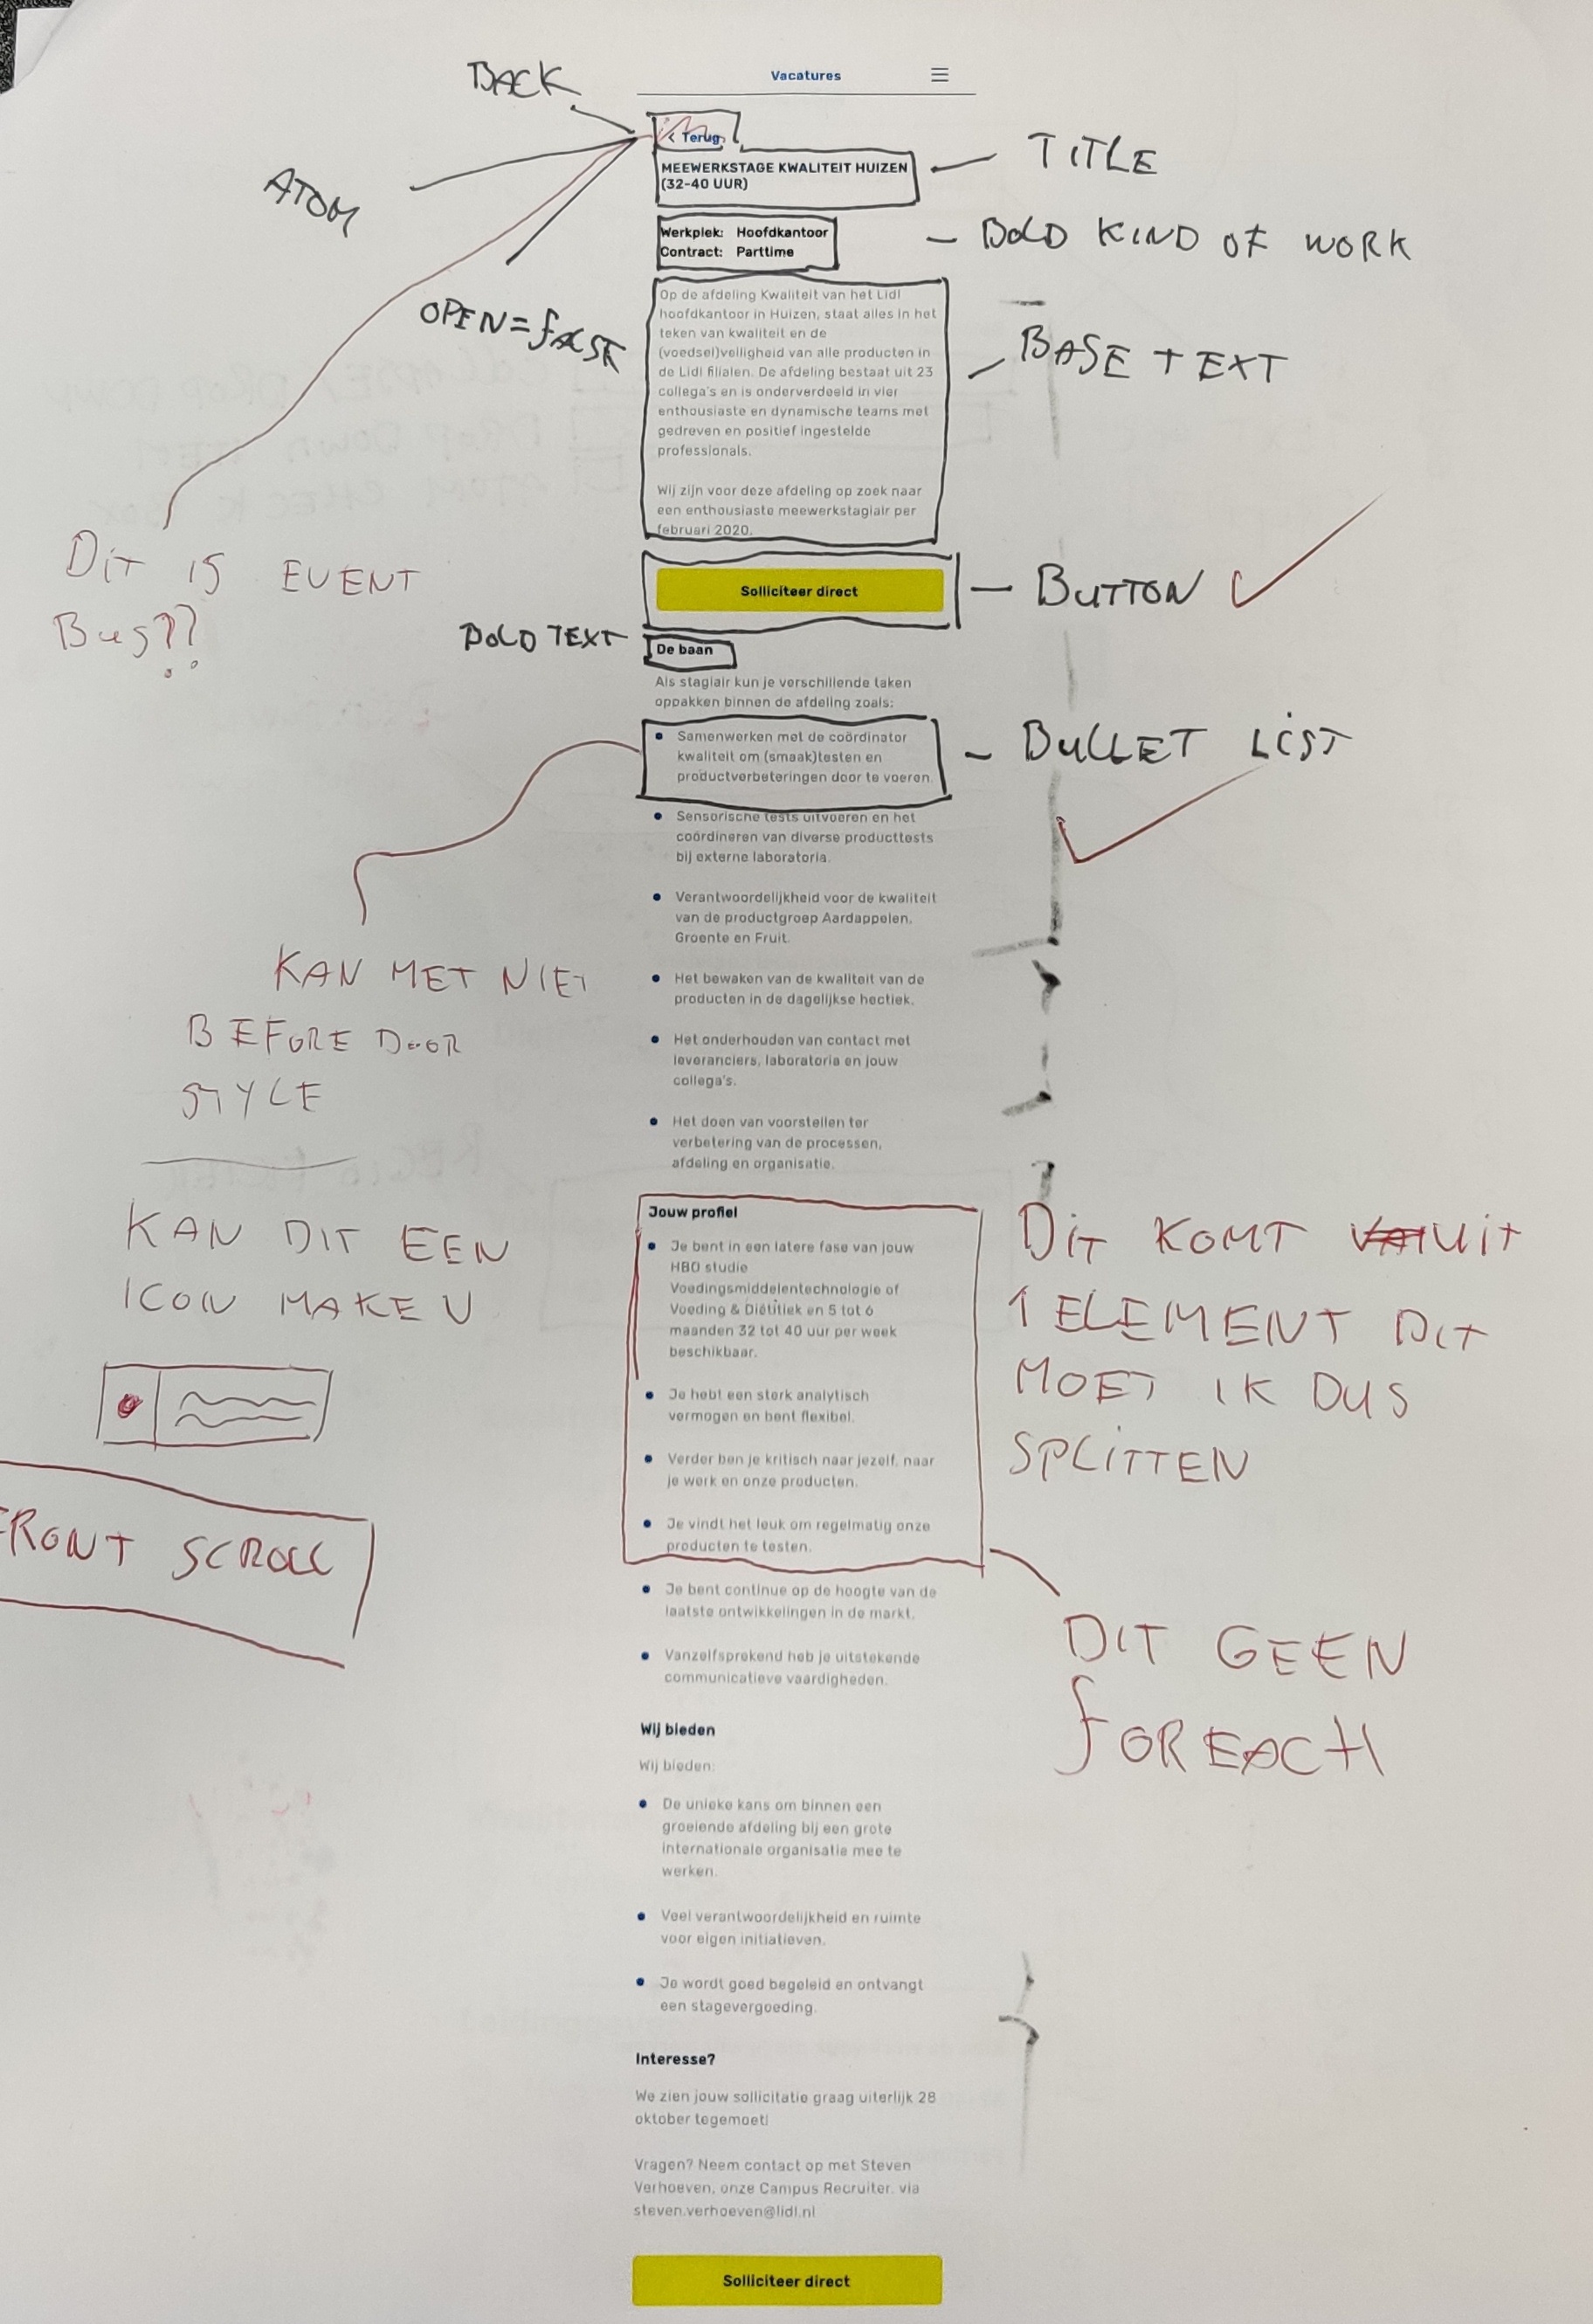 BACK
Vacatures
< Terug
TITLE
MEEWERKSTAGE KWALITEIT HUIZEN
(32-40 UUR)
ATOM
BOLD KIND OF WORK
Werkplek: Hoofdkantoor
Contract: Parttime
OPEN = fALSE
BASE TEXT
Op de afdeling Kwaliteit van het Lidl
hoofdkantoor in Huizen, staat alles in het
teken van kwaliteit en de
(voedsel)veiligheid van alle producten in
de Lidl filialen. De afdeling bestaat uit 23
collega's en is onderverdeeld in vier
enthousiaste en dynamische teams met
gedreven en positief ingestelde
professionals.
Wij zijn voor deze afdeling op zoek naar
een enthousiaste meewerkstagiair per
februari 2020.
DIT IS EVENT
BUS??
Solliciteer direct
BUTTON
BOLD TEXT
De baan
Als stagiair kun je verschillende taken
oppakken binnen de afdeling zoals:
BULLET LIST
Samenwerken met de coördinator
kwaliteit om (smaak)testen en
productverbeteringen door te voeren.
Sensorische tests uitvoeren en het
coördineren van diverse producttests
bij externe laboratoria.
Verantwoordelijkheid voor de kwaliteit
van de productgroep Aardappelen,
Groente en Fruit.
KAN MET NIET
BEFORE DOOR
STYLE
Het bewaken van de kwaliteit van de
producten in de dagelijkse hectiek.
Het onderhouden van contact met
leveranciers, laboratoria en jouw
collega's.
Het doen van voorstellen ter
verbetering van de processen,
afdeling en organisatie.
KAN DIT EEN
ICON MAKEN
Jouw profiel
Je bent in een latere fase van jouw
HBO studie
Voedingsmiddelentechnologie of
Voeding & Diëtitiek en 5 tot 6
maanden 32 tot 40 uur per week
beschikbaar.
Je hebt een sterk analytisch
vermogen en bent flexibel.
Verder ben je kritisch naar jezelf, naar
je werk en onze producten.
Je vindt het leuk om regelmatig onze
producten te testen.
DIT KOMT UIT
1 ELEMENT DIT
MOET IK DUS
SPLITTEN
FRONT SCROLL
Je bent continue op de hoogte van de
laatste ontwikkelingen in de markt.
Vanzelfsprekend heb je uitstekende
communicatieve vaardigheden.
DIT GEEN
fOREACH
Wij bieden
Wij bieden:
De unieke kans om binnen een
groeiende afdeling bij een grote
internationale organisatie mee te
werken.
Veel verantwoordelijkheid en ruimte
voor eigen initiatieven.
Je wordt goed begeleid en ontvangt
een stagevergoeding.
Interesse?
We zien jouw sollicitatie graag uiterlijk 28
oktober tegemoet!
Vragen? Neem contact op met Steven
Verhoeven, onze Campus Recruiter, via
steven.verhoeven@lidl.nl
Solliciteer direct